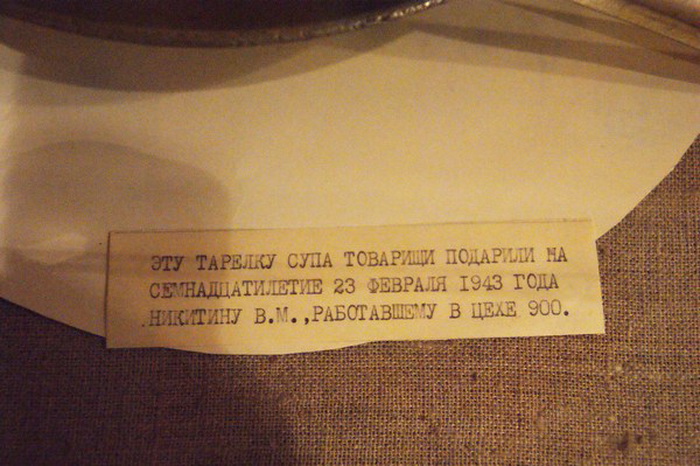 ЭТУ ТАРЕЛКУ СУПА ТОВАРИЩИ ПОДАРИЛИ НА
СЕМНАДЦАТИЛЕТИЕ 23 ФЕВРАЛЯ 1943 ГОДА
НИКИТИНУ В.М.,РАБОТАВШЕМУ В ЦЕХЕ 900.